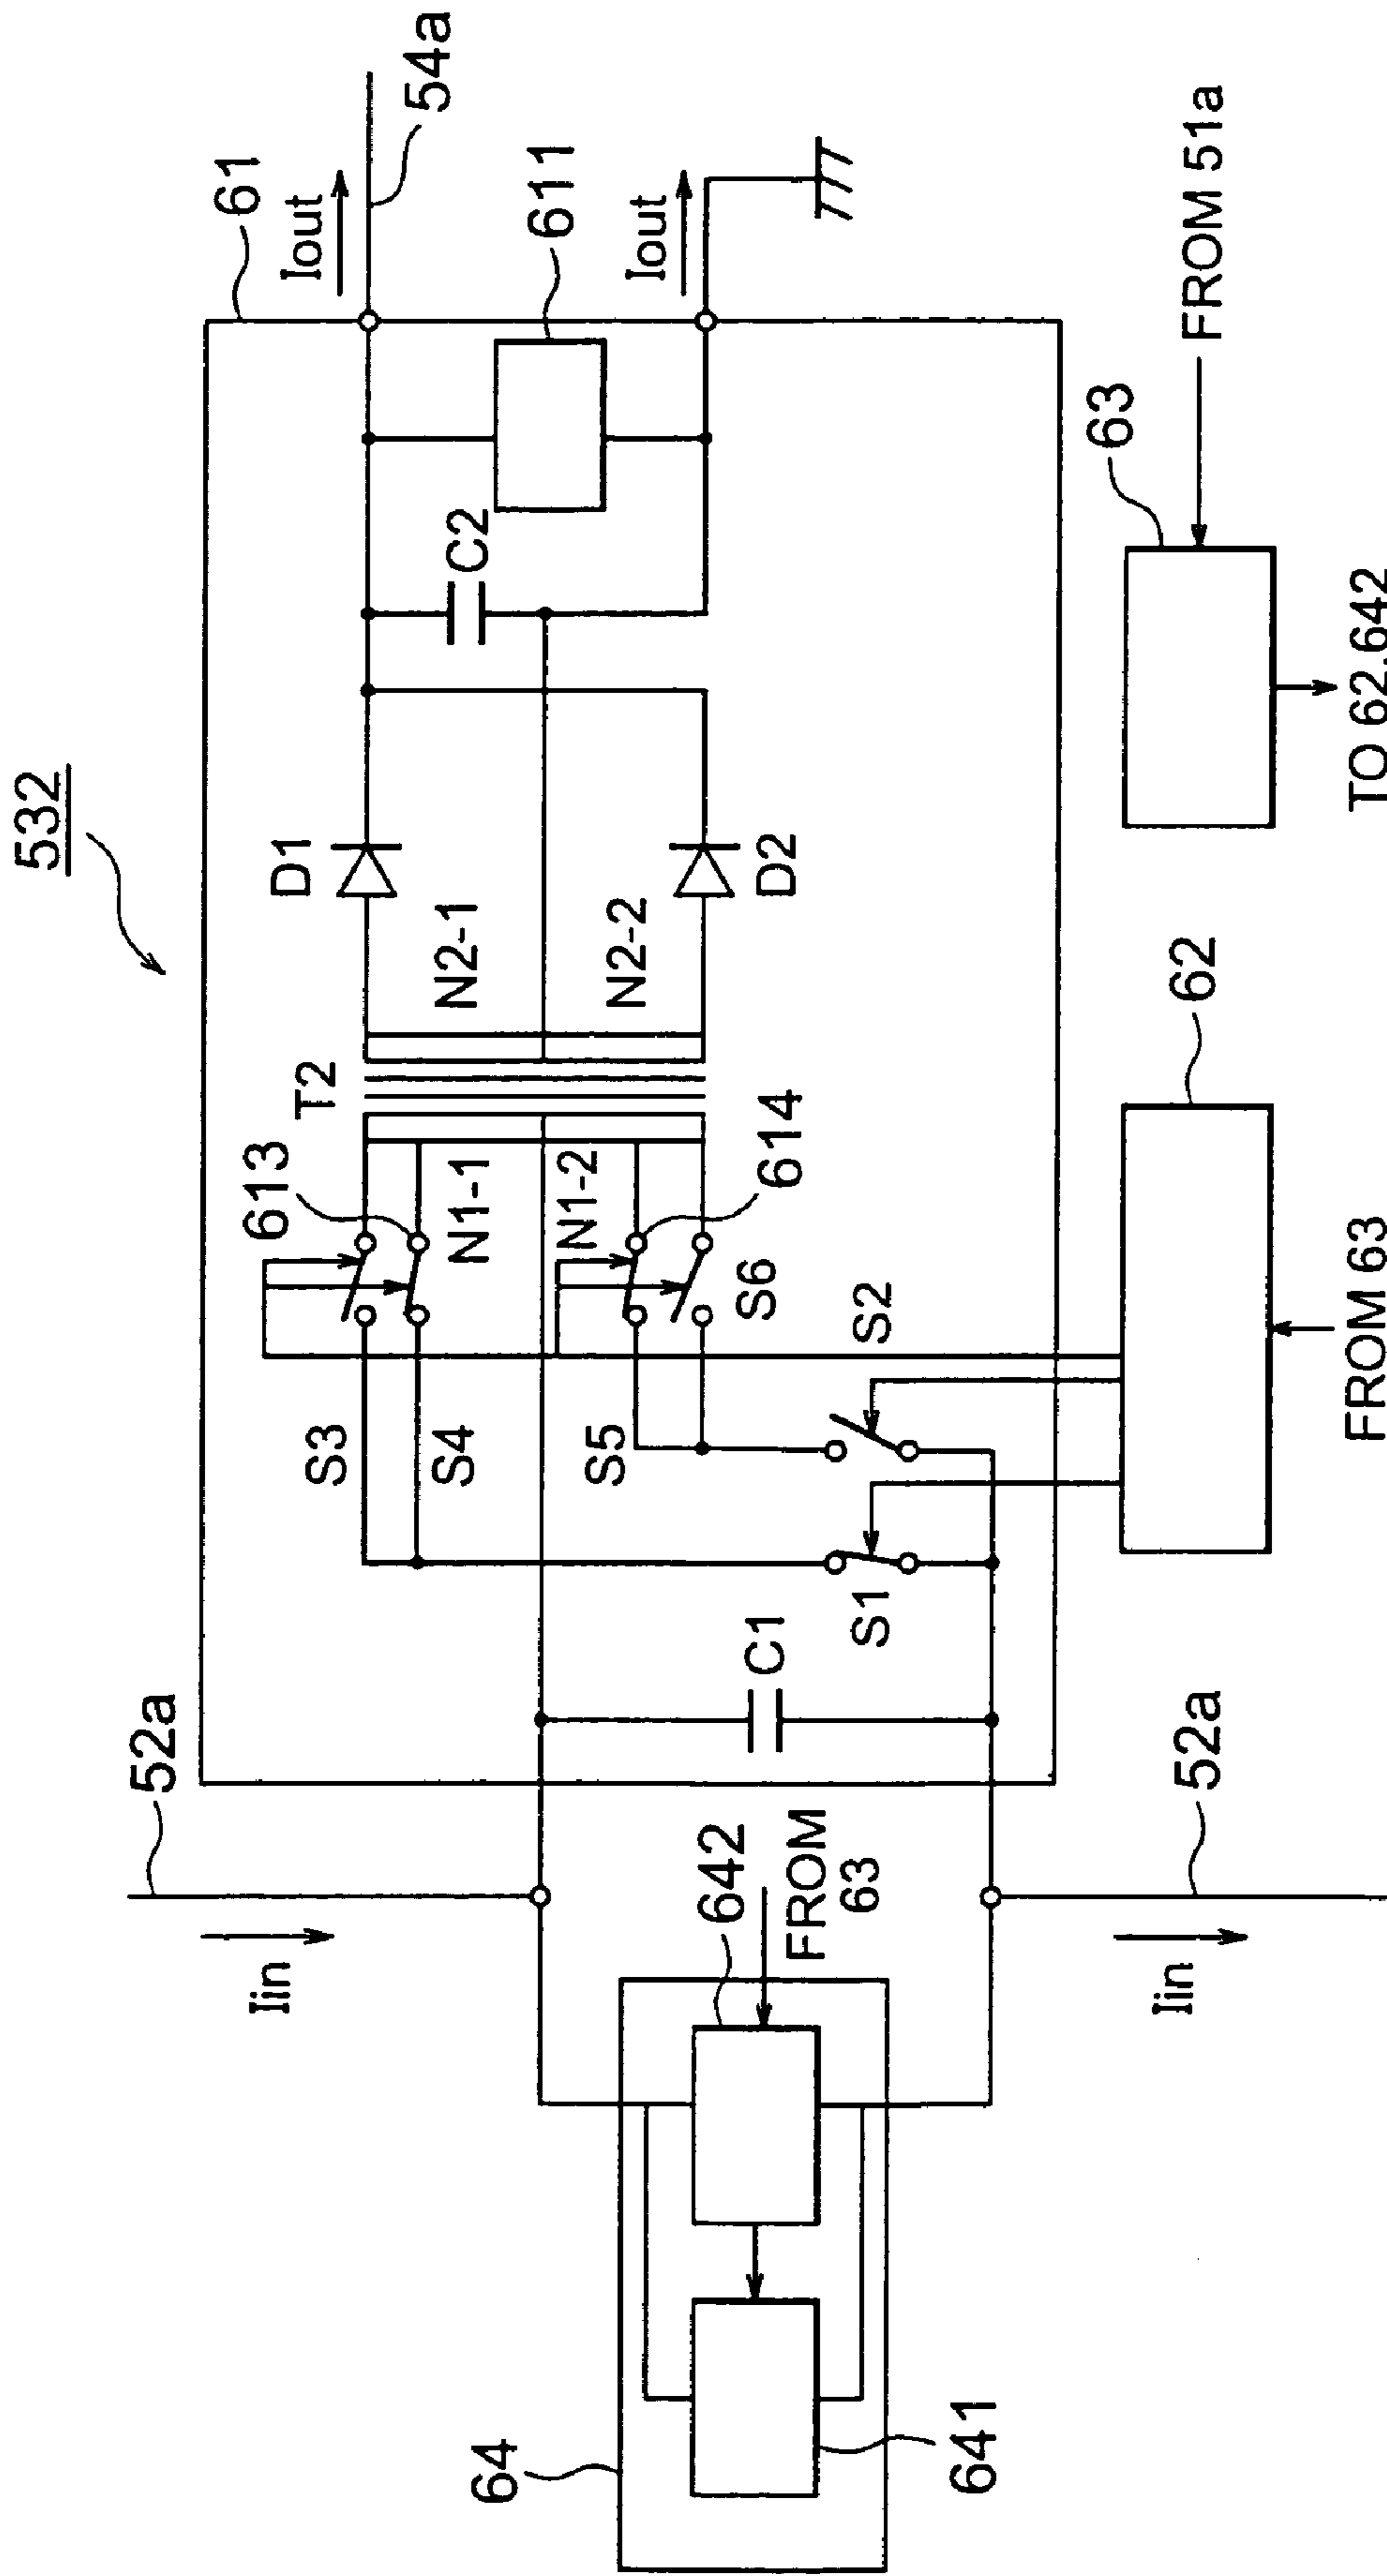 532
52a
Iin
61
Iout
54a
613
T2
D1
S3
S4
N1-1
N2-1
C2
611
Iout
N1-2
614
N2-2
D2
S5
S6
S2
C1
S1
64
642
FROM
63
641
Iin
52a
62
FROM 63
63
FROM 51a
TO 62,642